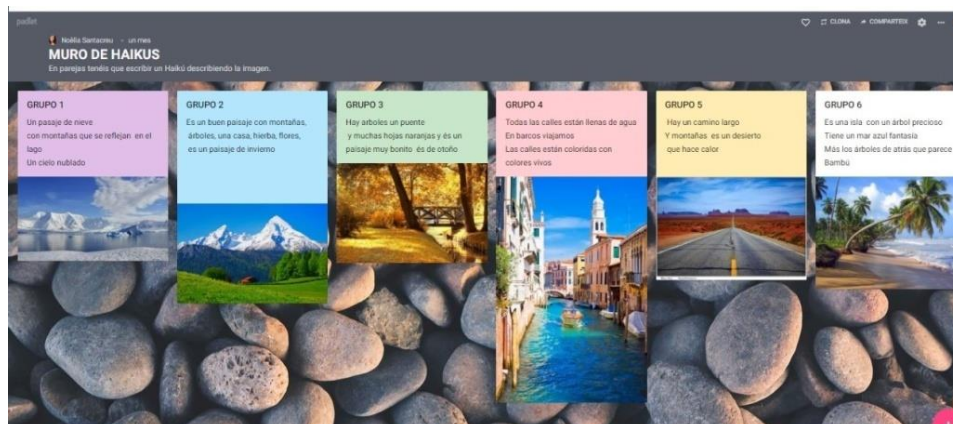 padlet
CLONA
COMPARTEIX
Noèlia Santacreu • un mes
MURO DE HAIKUS
En parejas tenéis que escribir un Haikú describiendo la imagen.
GRUPO 1
Un pasaje de nieve
con montañas que se reflejan en el
lago
Un cielo nublado
GRUPO 2
Es un buen paisaje con montañas,
árboles, una casa, hierba, flores,
es un paisaje de invierno
GRUPO 3
Hay arboles un puente
y muchas hojas naranjas y és un
paisaje muy bonito és de otoño
GRUPO 4
Todas las calles están llenas de agua
En barcos viajamos
Las calles están coloridas con
colores vivos
GRUPO 5
Hay un camino largo
Y montañas es un desierto
que hace calor
GRUPO 6
Es una isla con un árbol precioso
Tiene un mar azul fantasía
Más los árboles de atrás que parece
Bambú